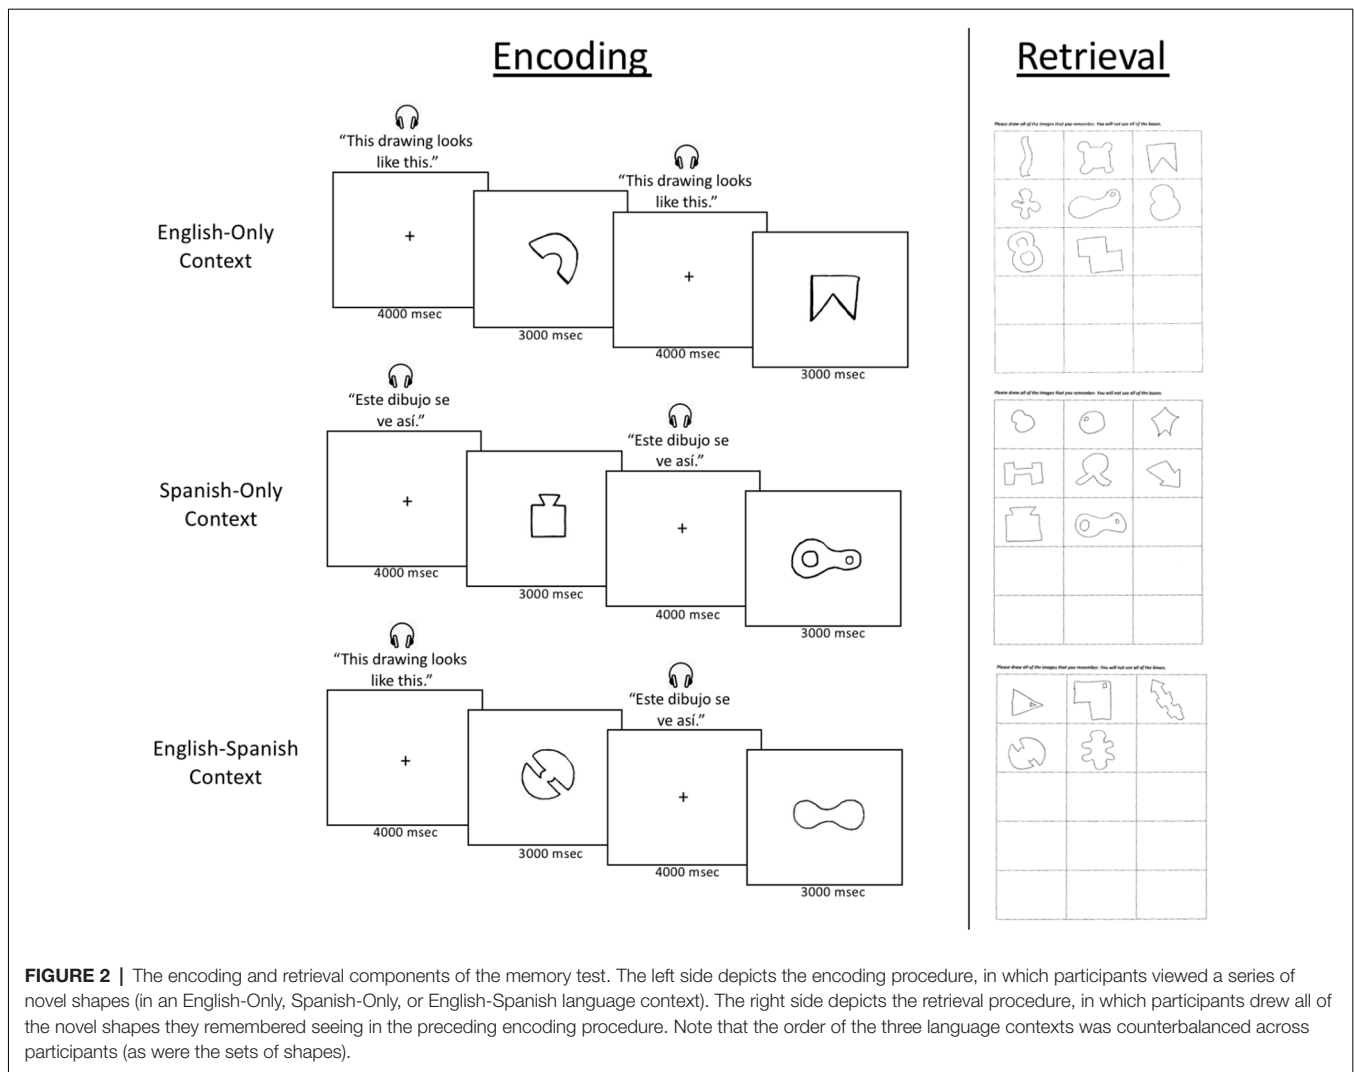 Encoding
Retrieval
“This drawing looks
like this.”
“This drawing looks
like this.”
English-Only
Context
+
+
4000 msec
3000 msec
4000 msec
3000 msec
Please draw all of the images that you remember. You will not use all of the boxes.
“Este dibujo se
ve así.”
“Este dibujo se
ve así.”
Spanish-Only
Context
+
+
4000 msec
3000 msec
4000 msec
3000 msec
Please draw all of the images that you remember. You will not use all of the boxes.
“This drawing looks
like this.”
“Este dibujo se
ve así.”
English-Spanish
Context
+
+
4000 msec
3000 msec
4000 msec
3000 msec
Please draw all of the images that you remember. You will not use all of the boxes.
FIGURE 2 | The encoding and retrieval components of the memory test. The left side depicts the encoding procedure, in which participants viewed a series of
novel shapes (in an English-Only, Spanish-Only, or English-Spanish language context). The right side depicts the retrieval procedure, in which participants drew all of
the novel shapes they remembered seeing in the preceding encoding procedure. Note that the order of the three language contexts was counterbalanced across
participants (as were the sets of shapes).